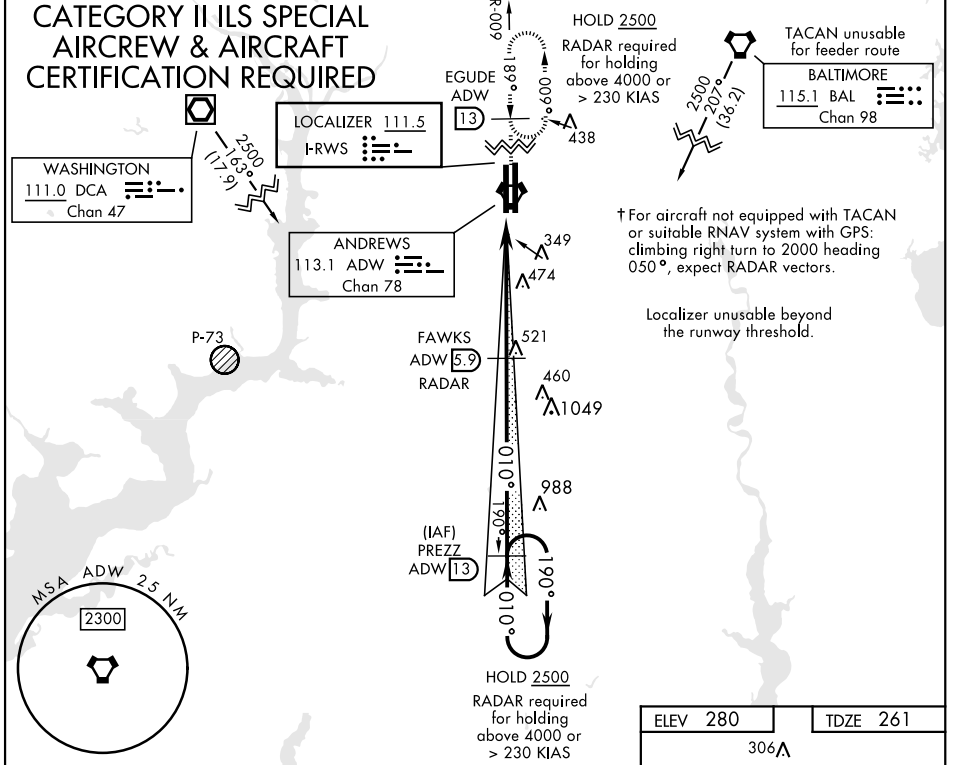 CATEGORY II ILS SPECIAL
AIRCREW & AIRCRAFT
CERTIFICATION REQUIRED
R-009
189°
009°
HOLD 2500
RADAR required
for holding
above 4000 or
> 230 KIAS
EGUDE
ADW
13
438
TACAN unusable
for feeder route
BALTIMORE
115.1 BAL
Chan 98
2500
207°
(36.2)
LOCALIZER 111.5
I-RWS
WASHINGTON
111.0 DCA
Chan 47
2500
163°
(17.9)
ANDREWS
113.1 ADW
Chan 78
349
474
†For aircraft not equipped with TACAN
or suitable RNAV system with GPS:
climbing right turn to 2000 heading
050°, expect RADAR vectors.
Localizer unusable beyond
the runway threshold.
P-73
FAWKS
ADW 5.9
RADAR
521
460
1049
010°
988
190°
(IAF)
PREZZ
ADW 13
190°
010°
HOLD 2500
RADAR required
for holding
above 4000 or
> 230 KIAS
MSA ADW 25 NM
2300
ELEV 280
TDZE 261
306